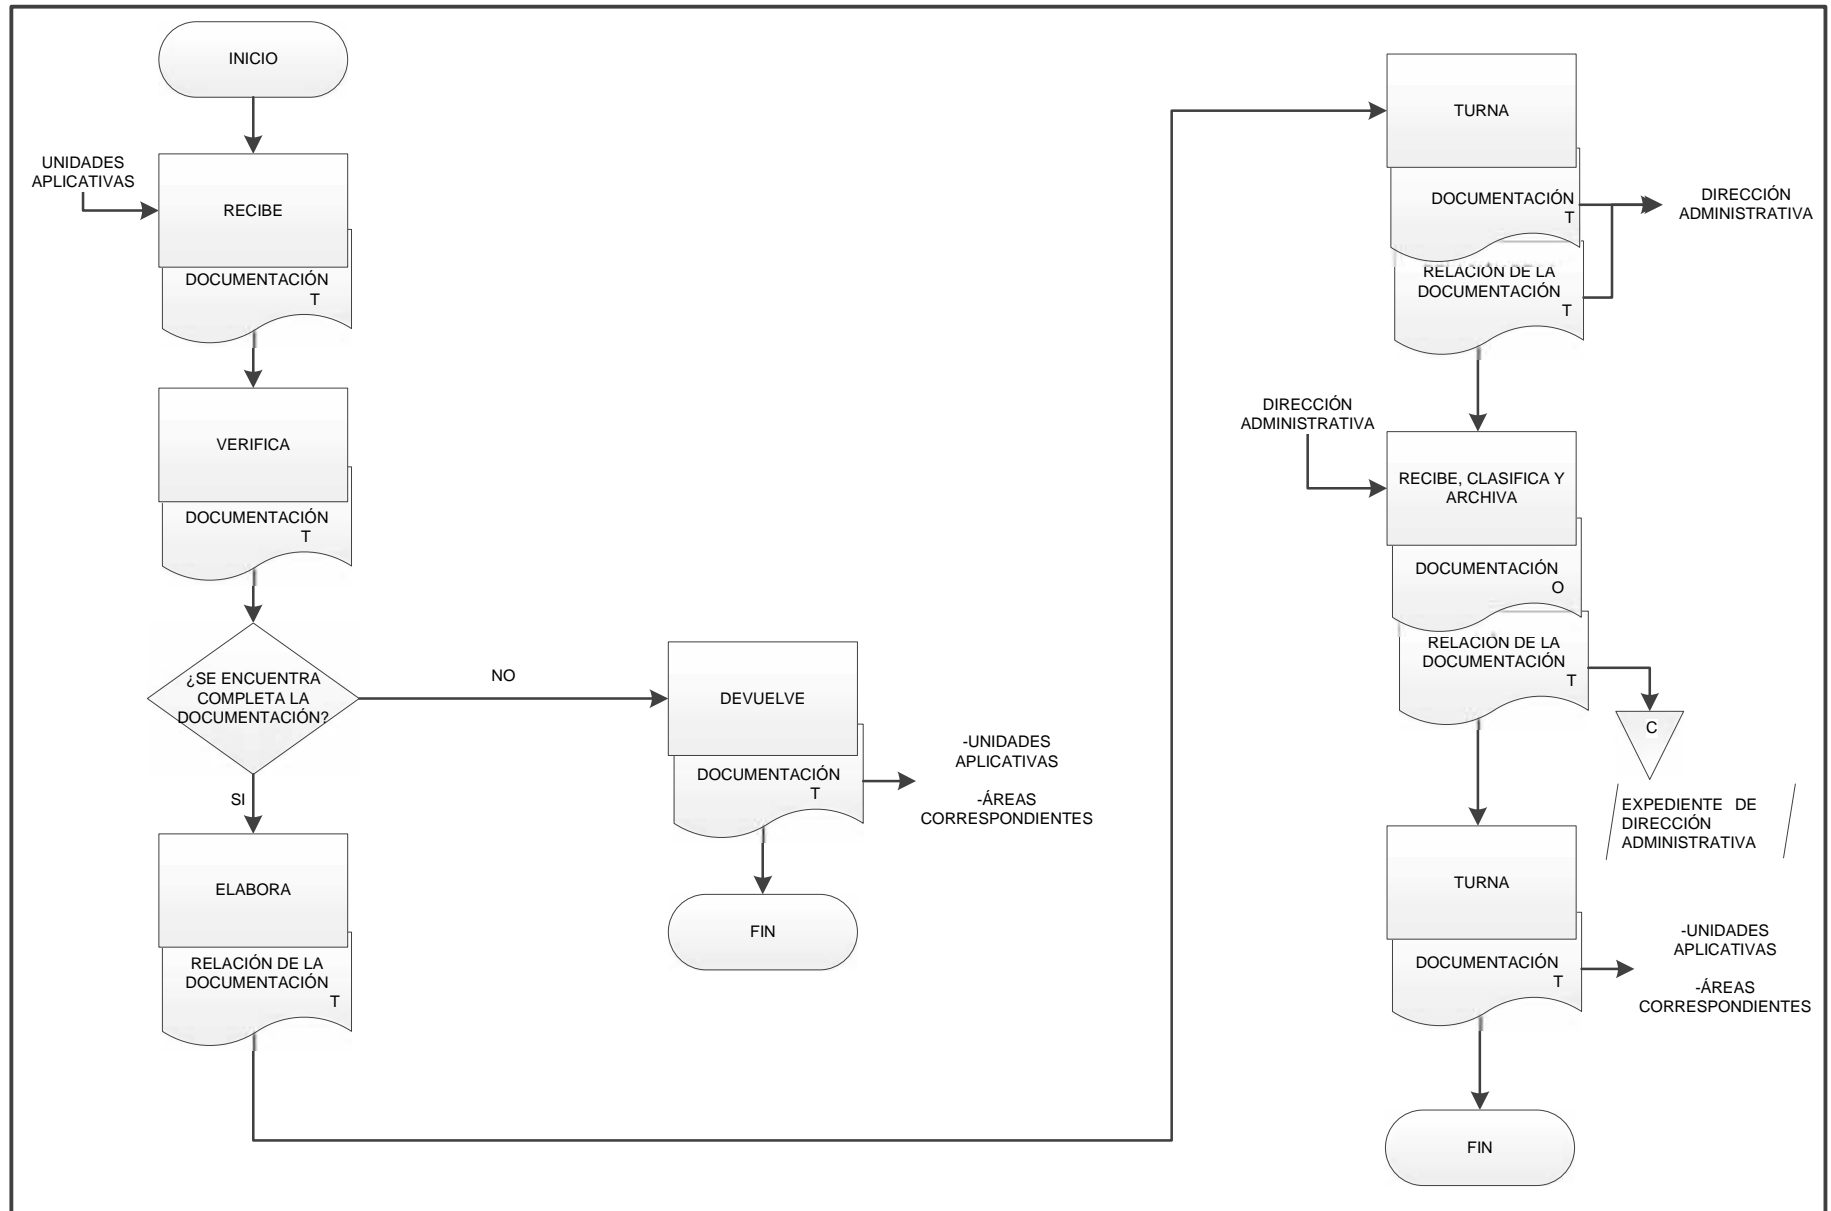 INICIO
UNIDADES
APLICATIVAS
RECIBE
DOCUMENTACIÓN
T
VERIFICA
DOCUMENTACIÓN
T
¿SE ENCUENTRA
COMPLETA LA
DOCUMENTACIÓN?
NO
SI
DEVUELVE
DOCUMENTACIÓN
T
-UNIDADES
APLICATIVAS
-ÁREAS
CORRESPONDIENTES
FIN
ELABORA
RELACIÓN DE LA
DOCUMENTACIÓN
T
TURNA
DOCUMENTACIÓN
T
RELACIÓN DE LA
DOCUMENTACIÓN
T
DIRECCIÓN
ADMINISTRATIVA
DIRECCIÓN
ADMINISTRATIVA
RECIBE, CLASIFICA Y
ARCHIVA
DOCUMENTACIÓN
O
RELACIÓN DE LA
DOCUMENTACIÓN
T
C
EXPEDIENTE DE
DIRECCIÓN
ADMINISTRATIVA
TURNA
DOCUMENTACIÓN
T
-UNIDADES
APLICATIVAS
-ÁREAS
CORRESPONDIENTES
FIN